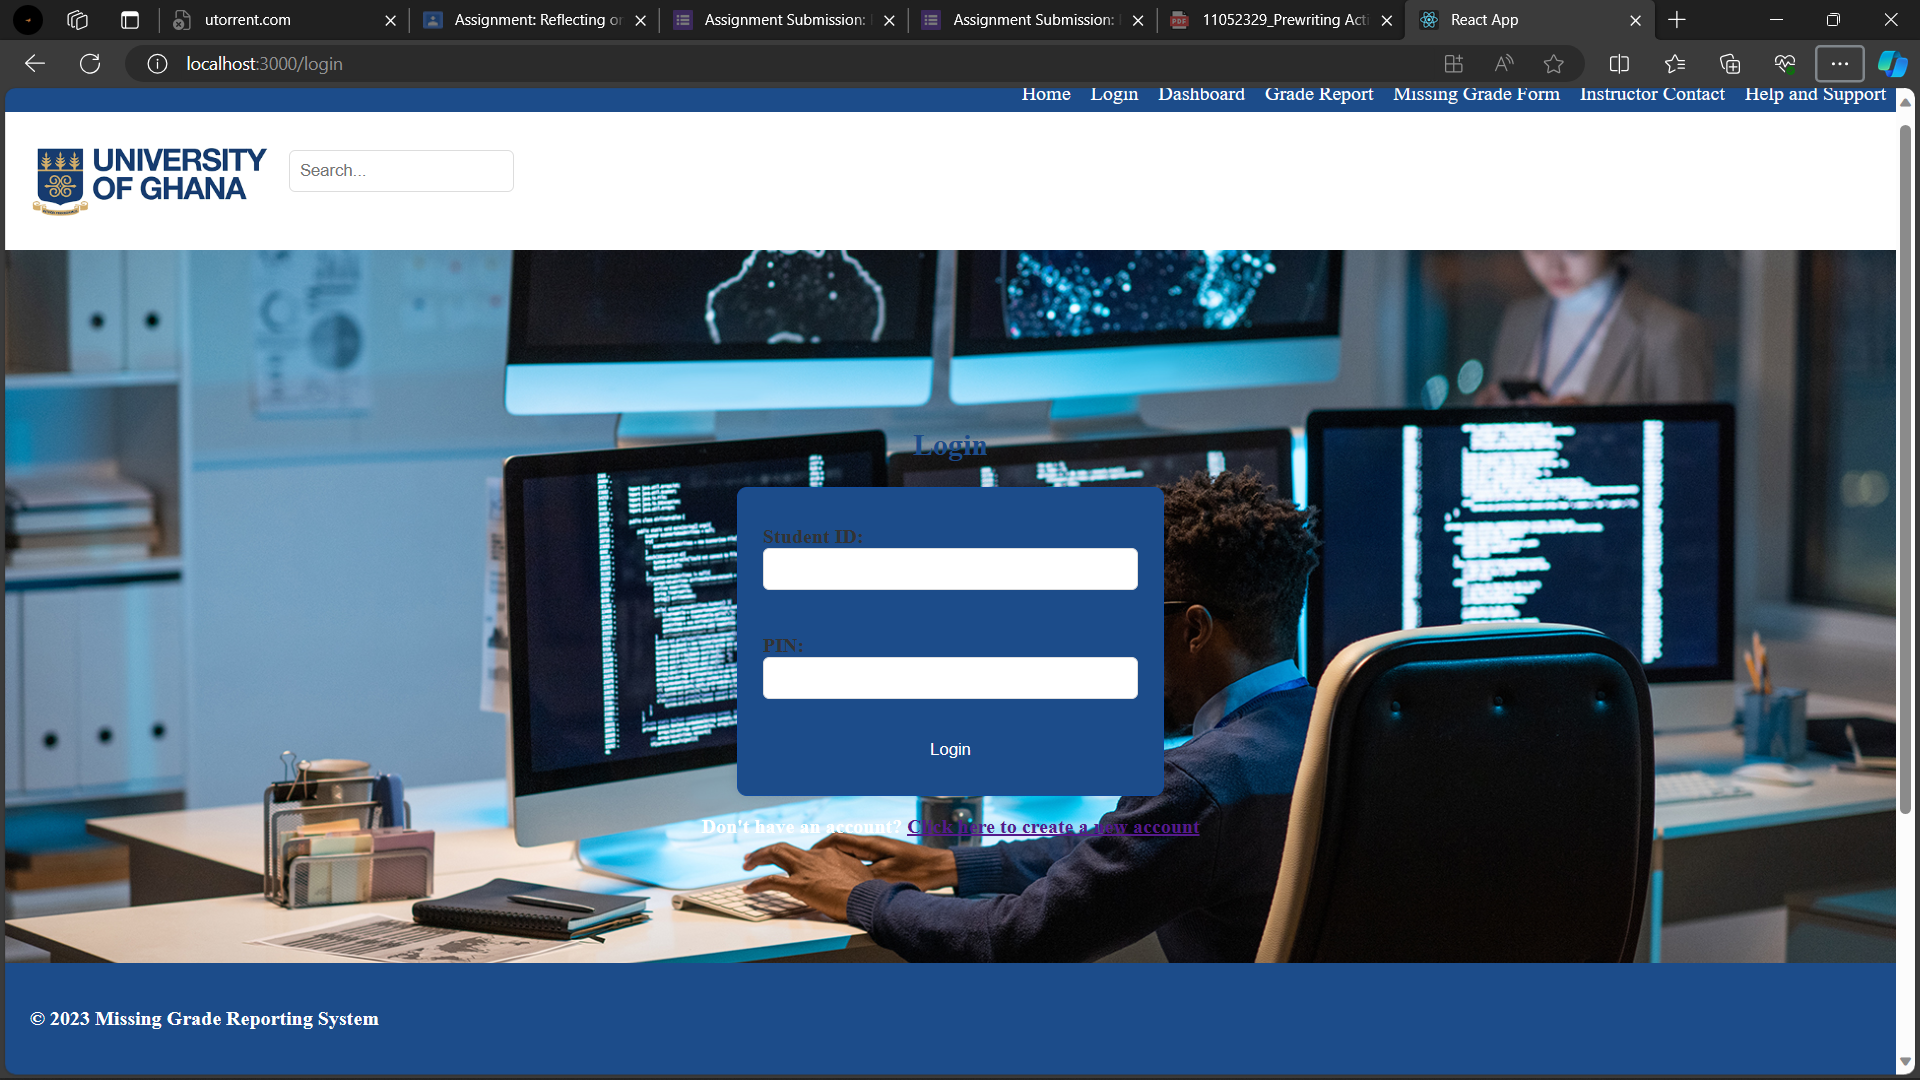 utorrent.com
Assignment: Reflecting or
Assignment Submission:
Assignment Submission:
11052329_Prewriting Acti
React App
localhost:3000/login
Home Login Dashboard Grade Report Missing Grade Form Instructor Contact Help and Support
UNIVERSITY
OF GHANA
Search...
Login
Student ID:
PIN:
Login
Don't have an account? Click here to create a new account
© 2023 Missing Grade Reporting System